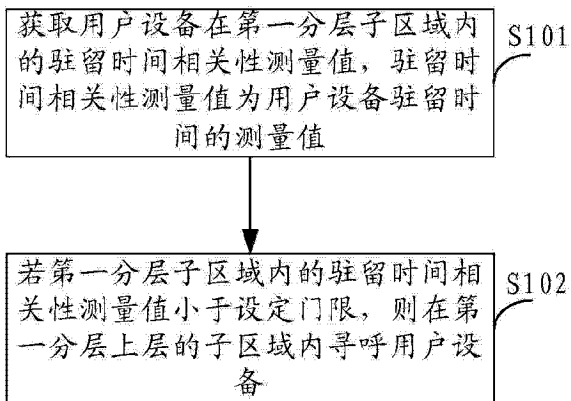 获取用户设备在第一分层子区域内
的驻留时间相关性测量值，驻留时
间相关性测量值为用户设备驻留时
间的测量值
S101
若第一分层子区域内的驻留时间相
关性测量值小于设定门限，则在第
一分层上层的子区域内寻呼用户设
备
S102